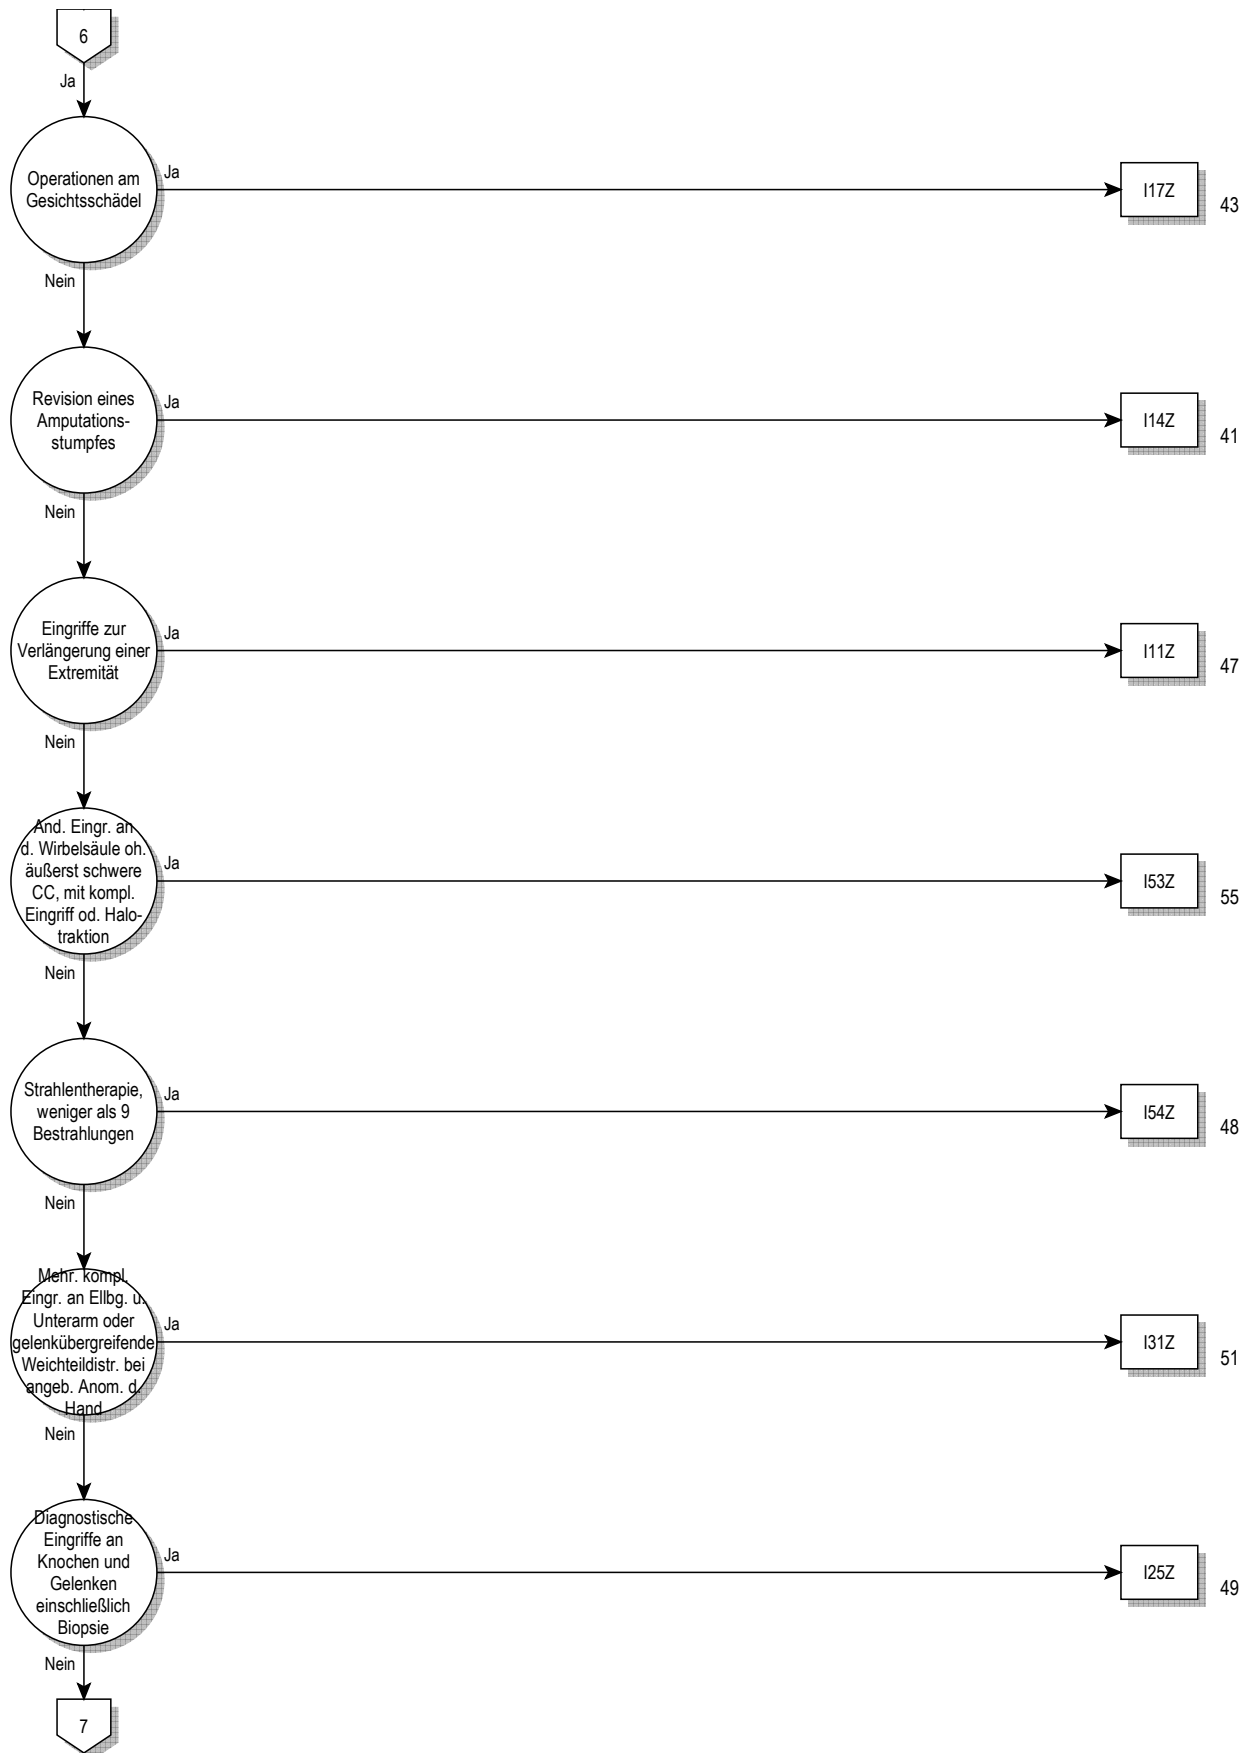 6
Ja
Operationen am
Gesichtsschädel
Ja
I17Z
43
Nein
Revision eines
Amputations-
stumpfes
Ja
I14Z
41
Nein
Eingriffe zur
Verlängerung einer
Extremität
Ja
I11Z
47
Nein
And. Eingr. an
d. Wirbelsäule oh.
äußerst schwere
CC, mit kompl.
Eingriff od. Halo-
traktion
Ja
I53Z
55
Nein
Strahlentherapie,
weniger als 9
Bestrahlungen
Ja
I54Z
48
Nein
Mehr. kompl.
Eingr. an Ellbg. u.
Unterarm oder
gelenkübergreifende
Weichteildistr. bei
angeb. Anom. d.
Hand
Ja
I31Z
51
Nein
Diagnostische
Eingriffe an
Knochen und
Gelenken
einschließlich
Biopsie
Ja
I25Z
49
Nein
7